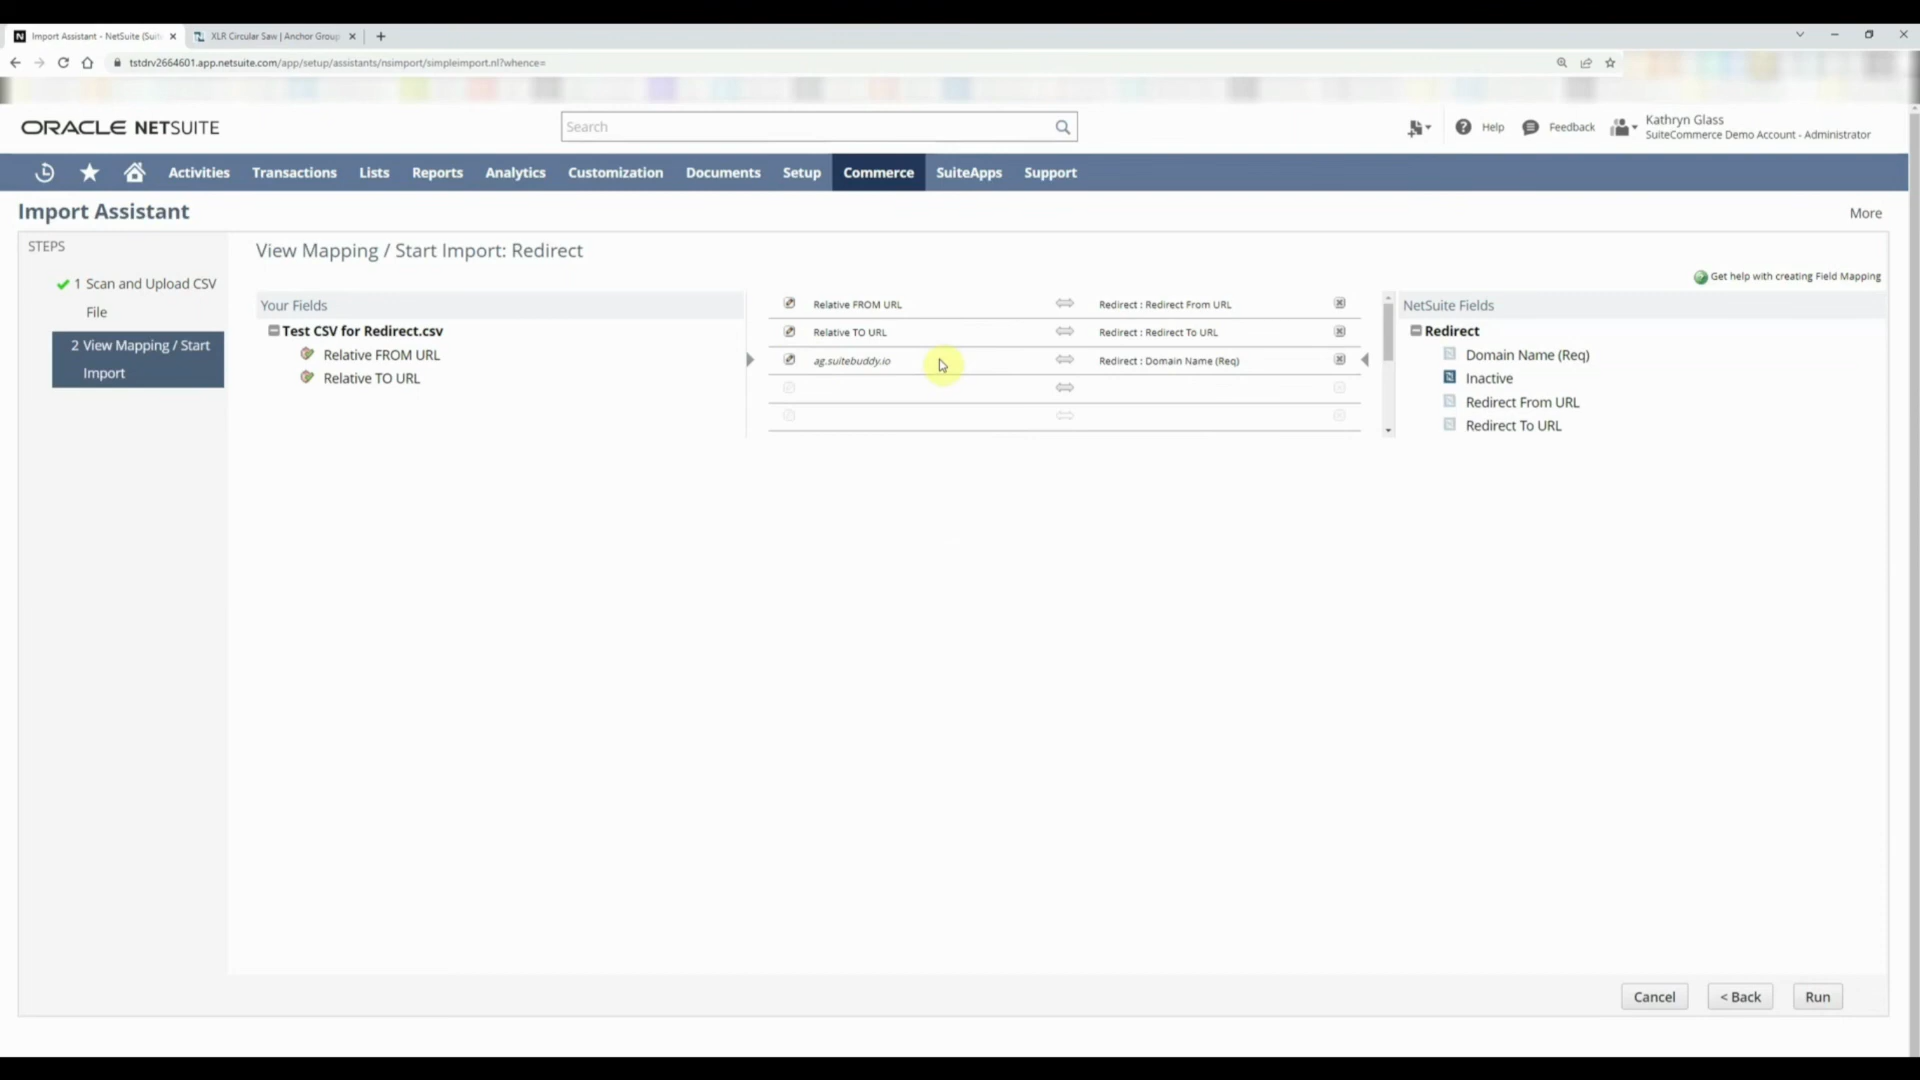 Import Assistant - NetSuite (Suit
XLR Circular Saw | Anchor Group
tstdrv2664601.app.netsuite.com/app/setup/assistants/nsimport/simpleimport.nl?whence=
ORACLE NETSUITE
Search
Help
Feedback
Kathryn Glass
SuiteCommerce Demo Account - Administrator
Activities Transactions Lists Reports Analytics Customization Documents Setup Commerce SuiteApps Support
Import Assistant
More
STEPS
1 Scan and Upload CSV
File
2 View Mapping / Start
Import
View Mapping / Start Import: Redirect
Get help with creating Field Mapping
Your Fields
Test CSV for Redirect.csv
Relative FROM URL
Relative TO URL
Relative FROM URL Redirect : Redirect From URL
Relative TO URL Redirect : Redirect To URL
ag.suitebuddy.io Redirect : Domain Name (Req)
NetSuite Fields
Redirect
Domain Name (Req)
Inactive
Redirect From URL
Redirect To URL
Cancel
< Back
Run